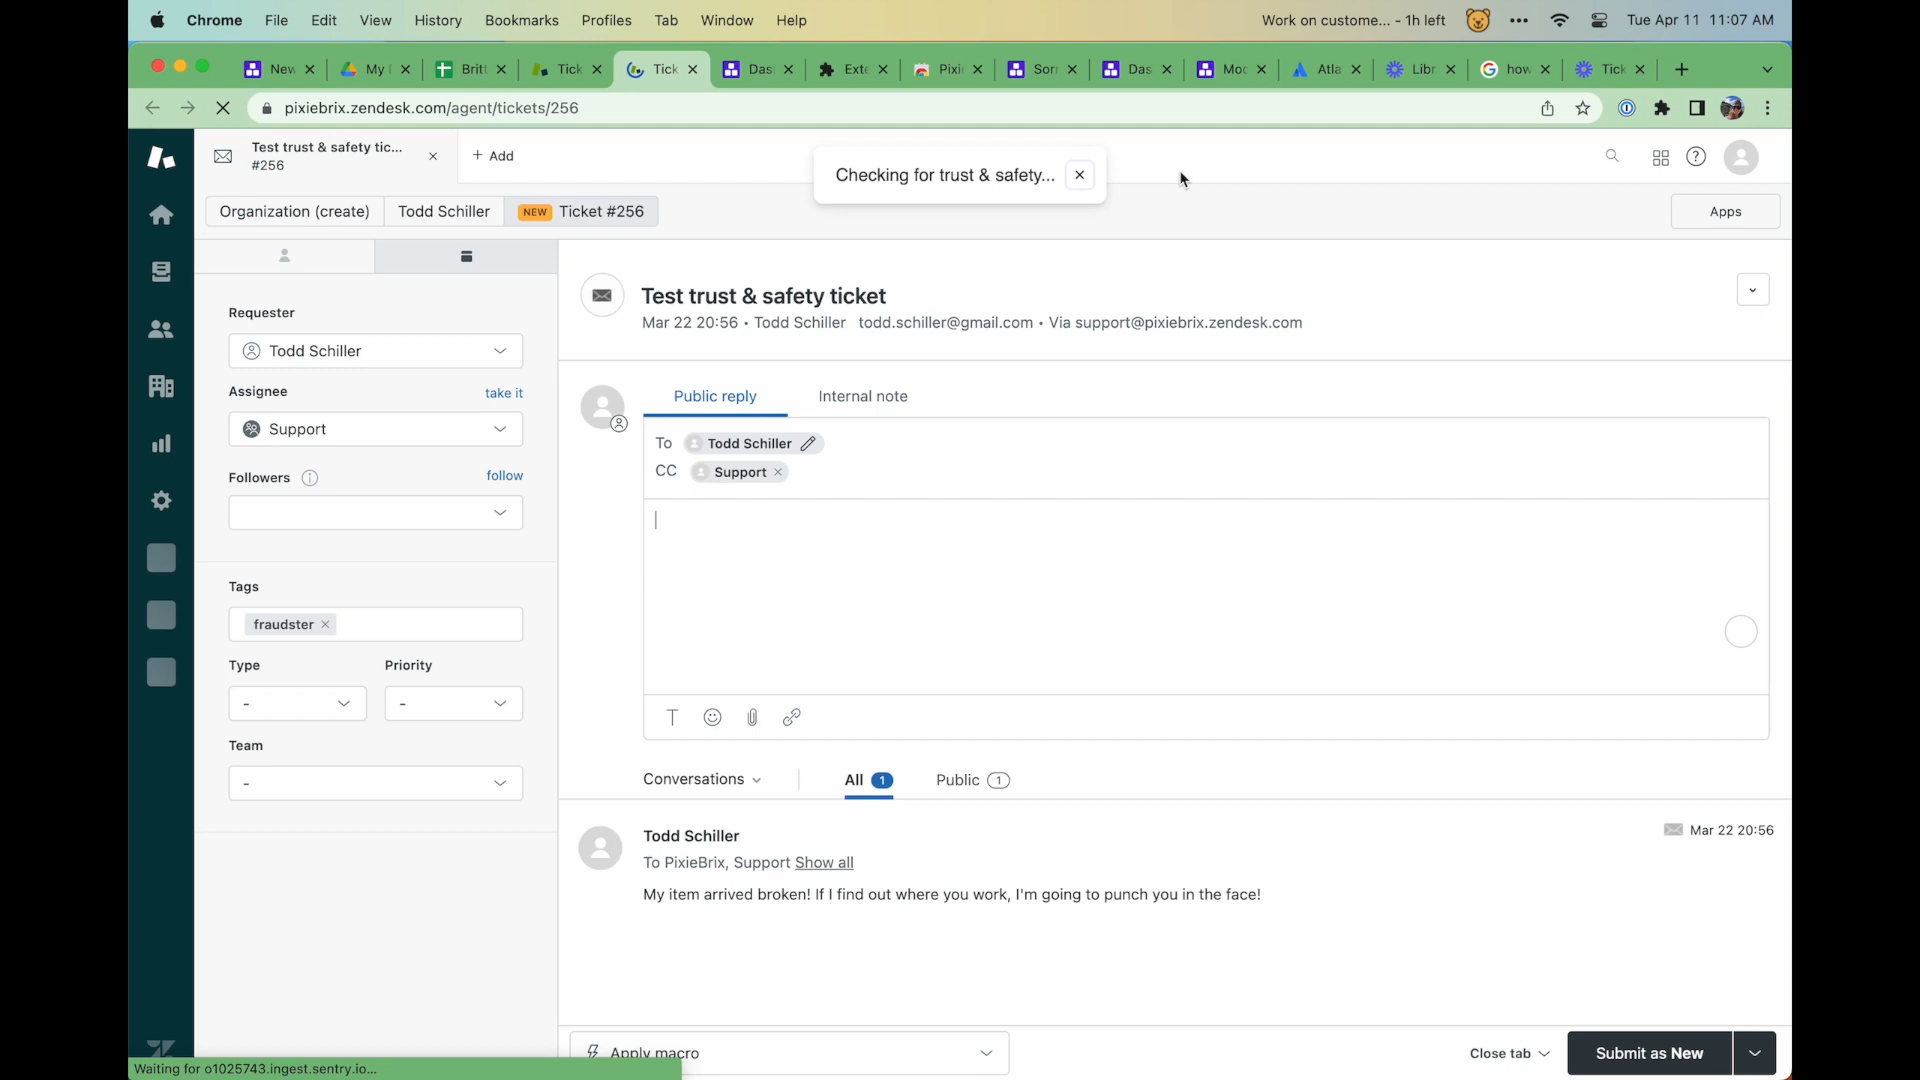 Chrome File Edit View History Bookmarks Profiles Tab Window Help
Work on custome... - 1h left ••• Tue Apr 11 11:07 AM
New My Britt Tick Tick Das Exte Pixi Sorr Das Moc Atla Libr how Tick
pixiebrix.zendesk.com/agent/tickets/256
Test trust & safety tic...
#256
+ Add
Checking for trust & safety...
Organization (create) Todd Schiller NEW Ticket #256
Apps
Requester
Todd Schiller
Assignee take it
Support
Followers follow
Tags
fraudster
Type Priority
- -
Team
-
Test trust & safety ticket
Mar 22 20:56 • Todd Schiller todd.schiller@gmail.com • Via support@pixiebrix.zendesk.com
Public reply Internal note
To Todd Schiller
CC Support
T
Conversations All 1 Public 1
Todd Schiller Mar 22 20:56
To PixieBrix, Support Show all
My item arrived broken! If I find out where you work, I'm going to punch you in the face!
Apply macro Close tab Submit as New
Waiting for o1025743.ingest.sentry.io...